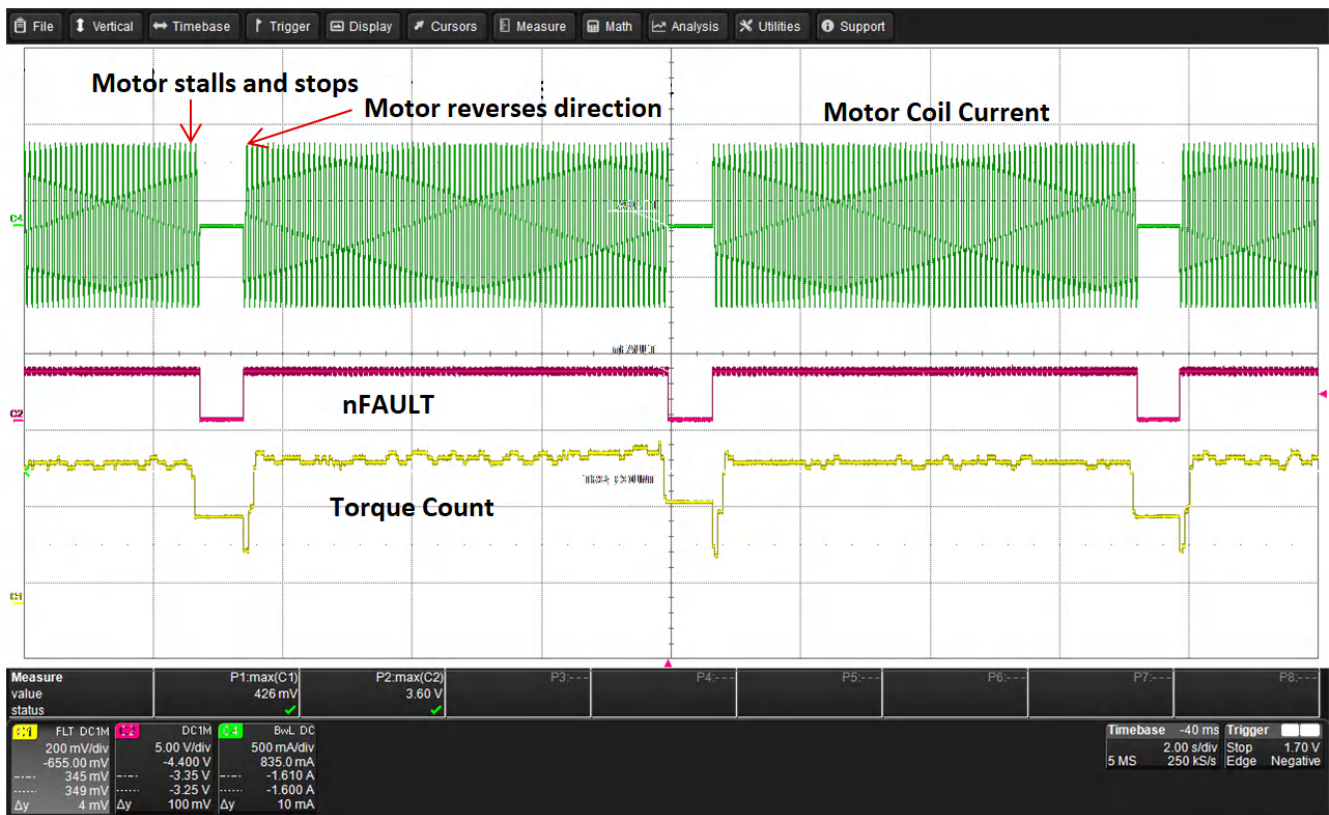 File Vertical Timebase Trigger Display Cursors Measure Math Analysis Utilities Support
Motor stalls and stops
Motor reverses direction
Motor Coil Current
C4
nFAULT
C2
Torque Count
C1
Measure P1:max(C1) P2:max(C2) P3:--- P4:--- P5:--- P6:--- P7:--- P8:---
value 426 mV 3.60 V
status
C1 FLT DC1M C2 DC1M C4 BwL DC Timebase -40 ms Trigger
200 mV/div 5.00 V/div 500 mA/div 2.00 s/div Stop 1.70 V
-655.00 mV -4.400 V 835.0 mA 5 MS 250 kS/s Edge Negative
345 mV -3.35 V -1.610 A
349 mV -3.25 V -1.600 A
Δy 4 mV Δy 100 mV Δy 10 mA